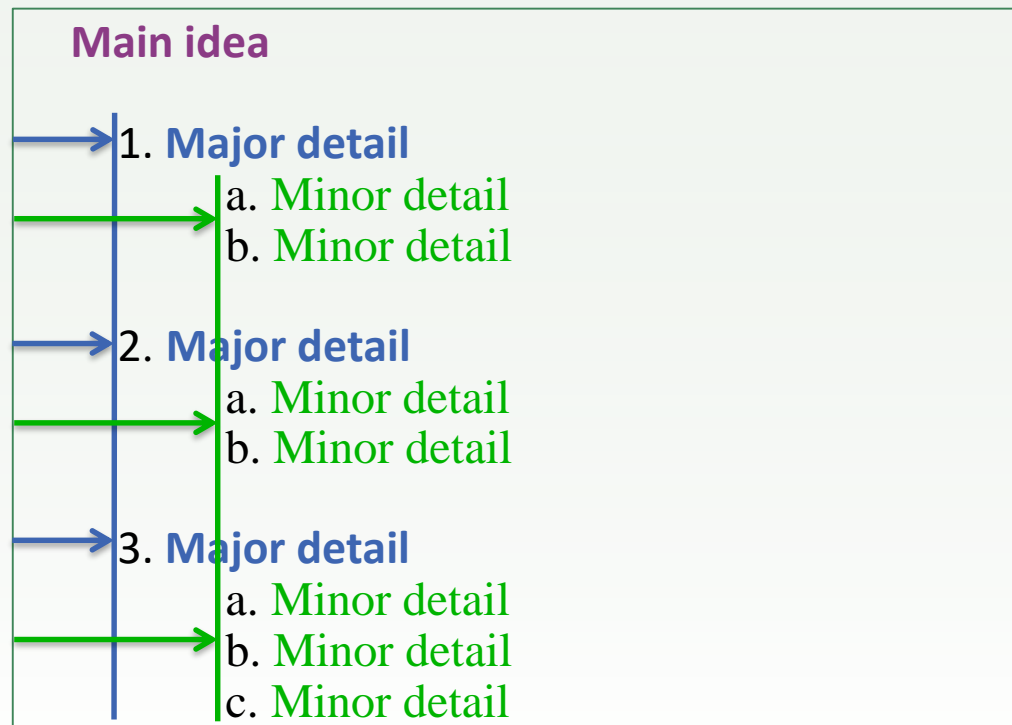 Main idea
1. Major detail
a. Minor detail
b. Minor detail
2. Major detail
a. Minor detail
b. Minor detail
3. Major detail
a. Minor detail
b. Minor detail
c. Minor detail